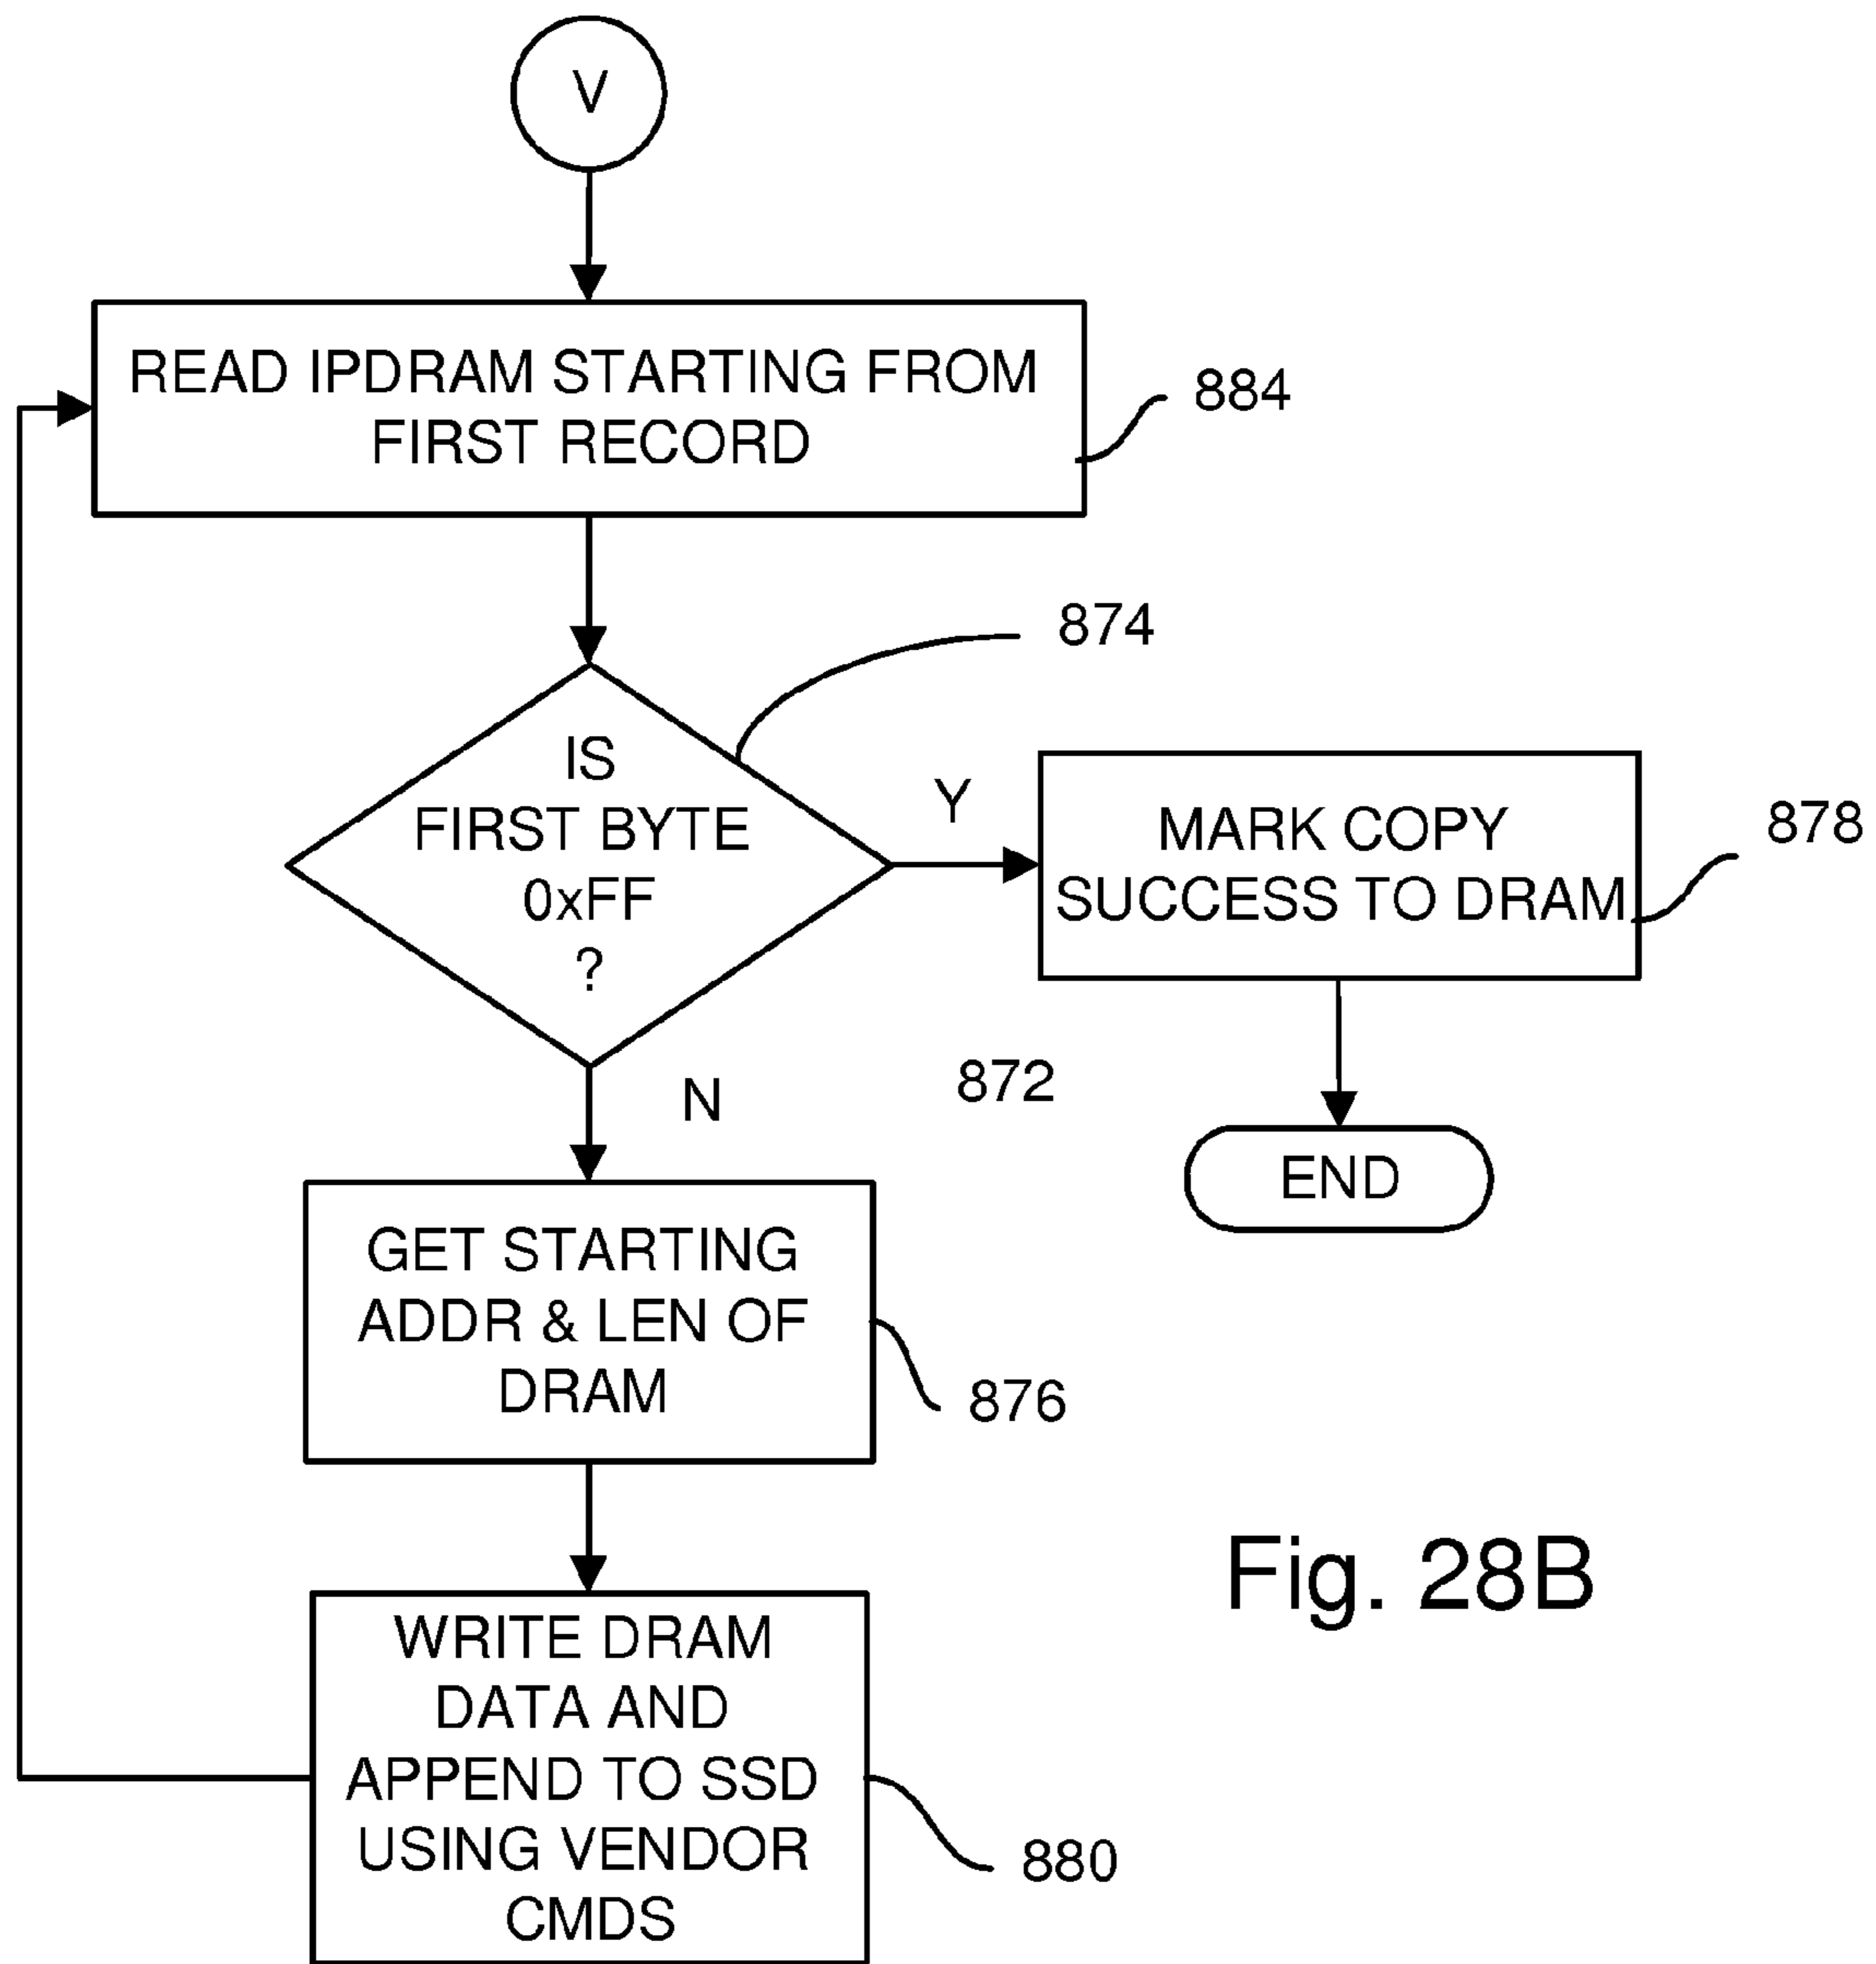 V
READ IPDRAM STARTING FROM
FIRST RECORD
884
874
IS
FIRST BYTE
0xFF
?
Y
MARK COPY
SUCCESS TO DRAM
878
872
N
END
GET STARTING
ADDR & LEN OF
DRAM
876
Fig. 28B
WRITE DRAM
DATA AND
APPEND TO SSD
USING VENDOR
CMDS
880